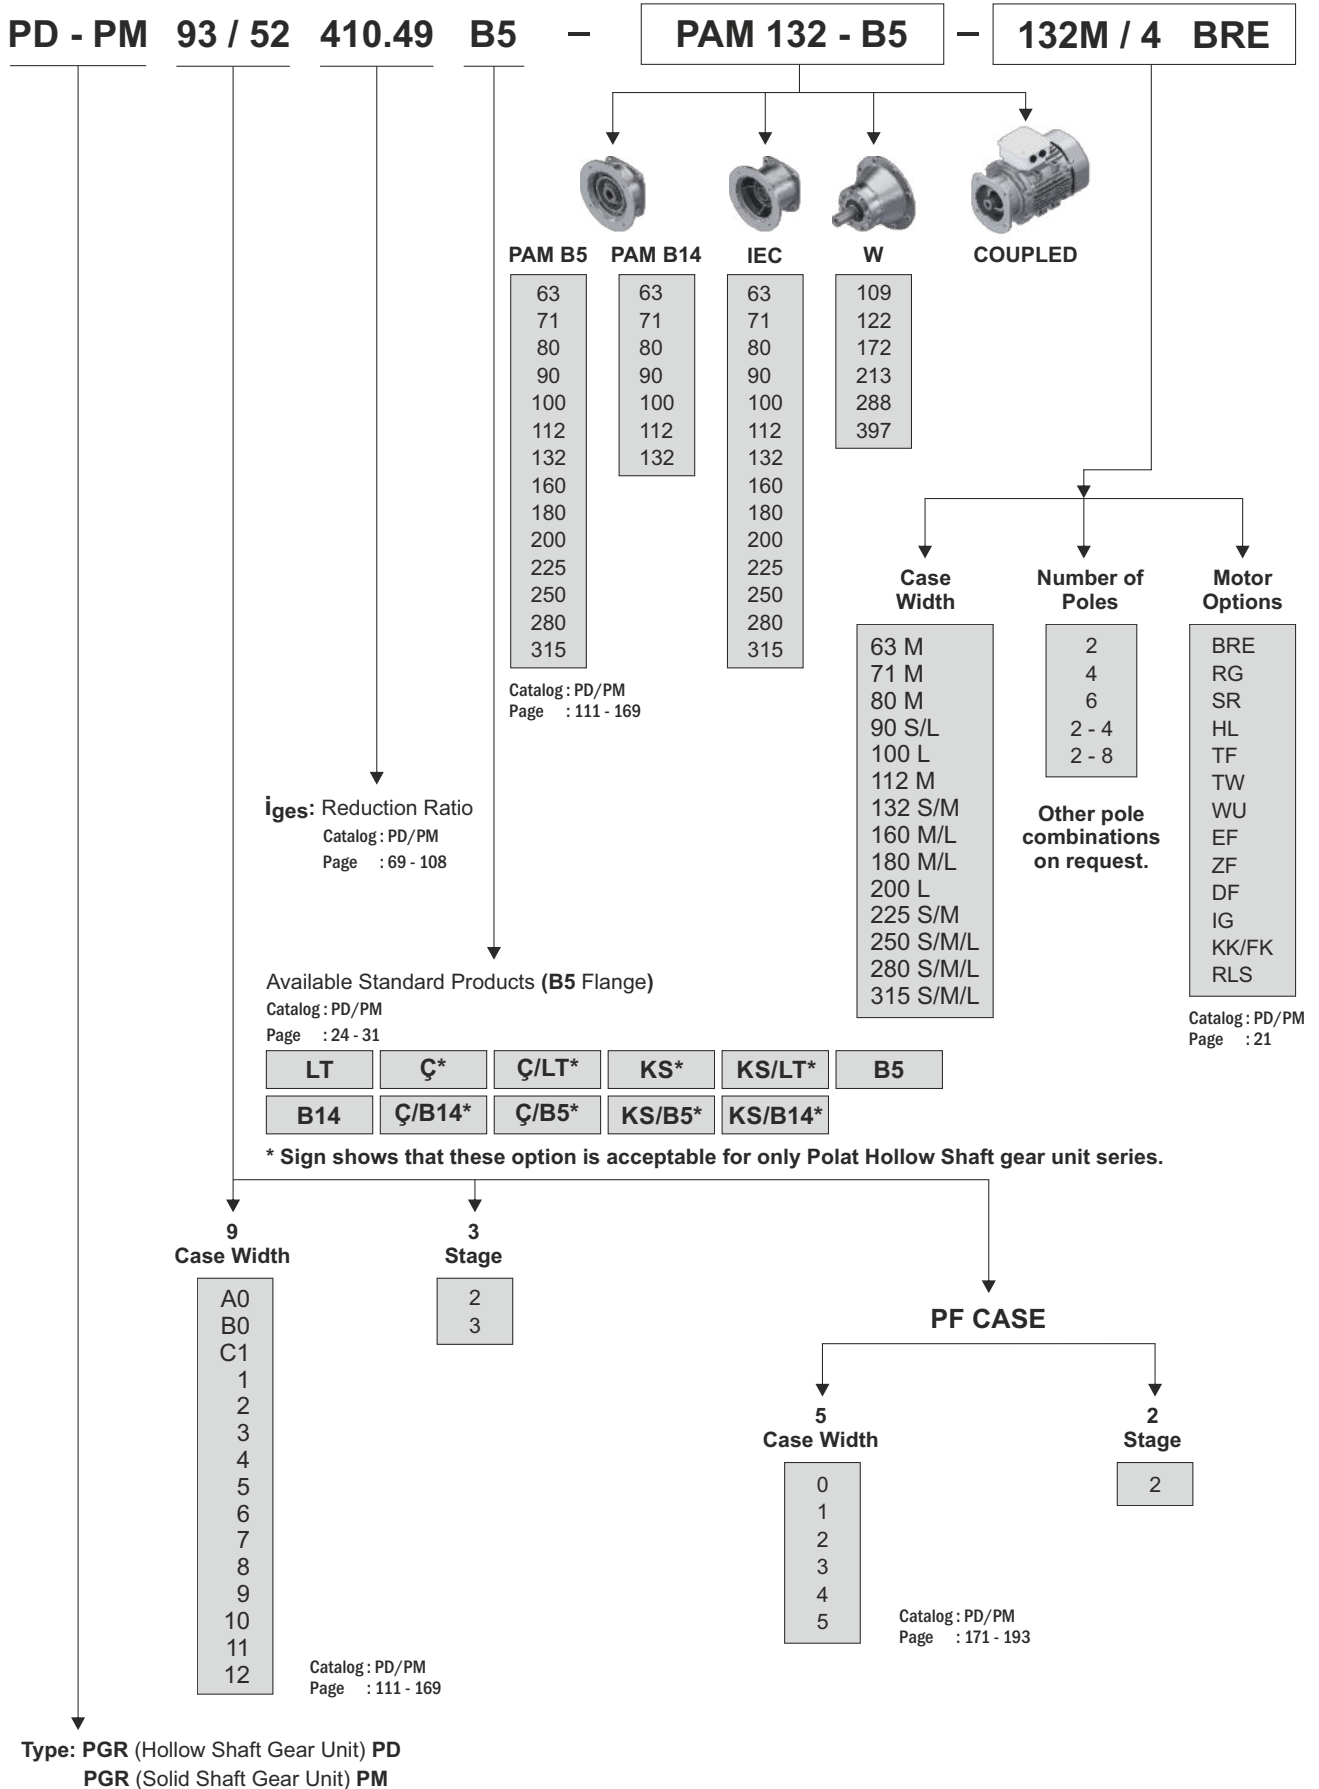 PD - PM 93 / 52 410.49 B5 – PAM 132 - B5 – 132M / 4 BRE
PAM B5
63
71
80
90
100
112
132
160
180
200
225
250
280
315
Catalog : PD/PM
Page : 111 - 169
PAM B14
63
71
80
90
100
112
132
IEC
63
71
80
90
100
112
132
160
180
200
225
250
280
315
W
109
122
172
213
288
397
COUPLED
Case
Width
63 M
71 M
80 M
90 S/L
100 L
112 M
132 S/M
160 M/L
180 M/L
200 L
225 S/M
250 S/M/L
280 S/M/L
315 S/M/L
Number of
Poles
2
4
6
2 - 4
2 - 8
Other pole
combinations
on request.
Motor
Options
BRE
RG
SR
HL
TF
TW
WU
EF
ZF
DF
IG
KK/FK
RLS
Catalog : PD/PM
Page : 21
iges: Reduction Ratio
Catalog : PD/PM
Page : 69 - 108
Available Standard Products (B5 Flange)
Catalog : PD/PM
Page : 24 - 31
LT Ç* Ç/LT* KS* KS/LT* B5
B14 Ç/B14* Ç/B5* KS/B5* KS/B14*
* Sign shows that these option is acceptable for only Polat Hollow Shaft gear unit series.
9
Case Width
A0
B0
C1
1
2
3
4
5
6
7
8
9
10
11
12
Catalog : PD/PM
Page : 111 - 169
3
Stage
2
3
PF CASE
5
Case Width
0
1
2
3
4
5
Catalog : PD/PM
Page : 171 - 193
2
Stage
2
Type: PGR (Hollow Shaft Gear Unit) PD
PGR (Solid Shaft Gear Unit) PM